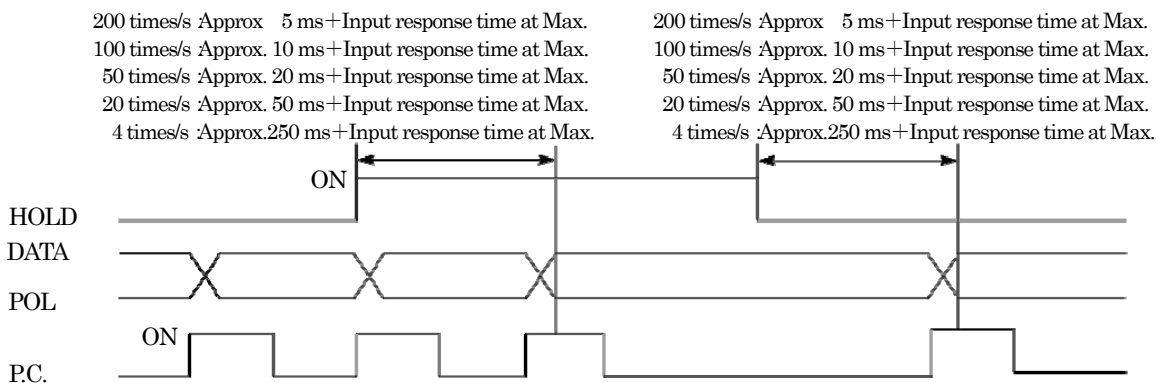 200 times/s :Approx 5 ms+Input response time at Max.
100 times/s :Approx. 10 ms+Input response time at Max.
50 times/s :Approx. 20 ms+Input response time at Max.
20 times/s :Approx. 50 ms+Input response time at Max.
4 times/s :Approx.250 ms+Input response time at Max.
200 times/s :Approx 5 ms+Input response time at Max.
100 times/s :Approx. 10 ms+Input response time at Max.
50 times/s :Approx. 20 ms+Input response time at Max.
20 times/s :Approx. 50 ms+Input response time at Max.
4 times/s :Approx.250 ms+Input response time at Max.
ON
HOLD
DATA
POL
ON
P.C.